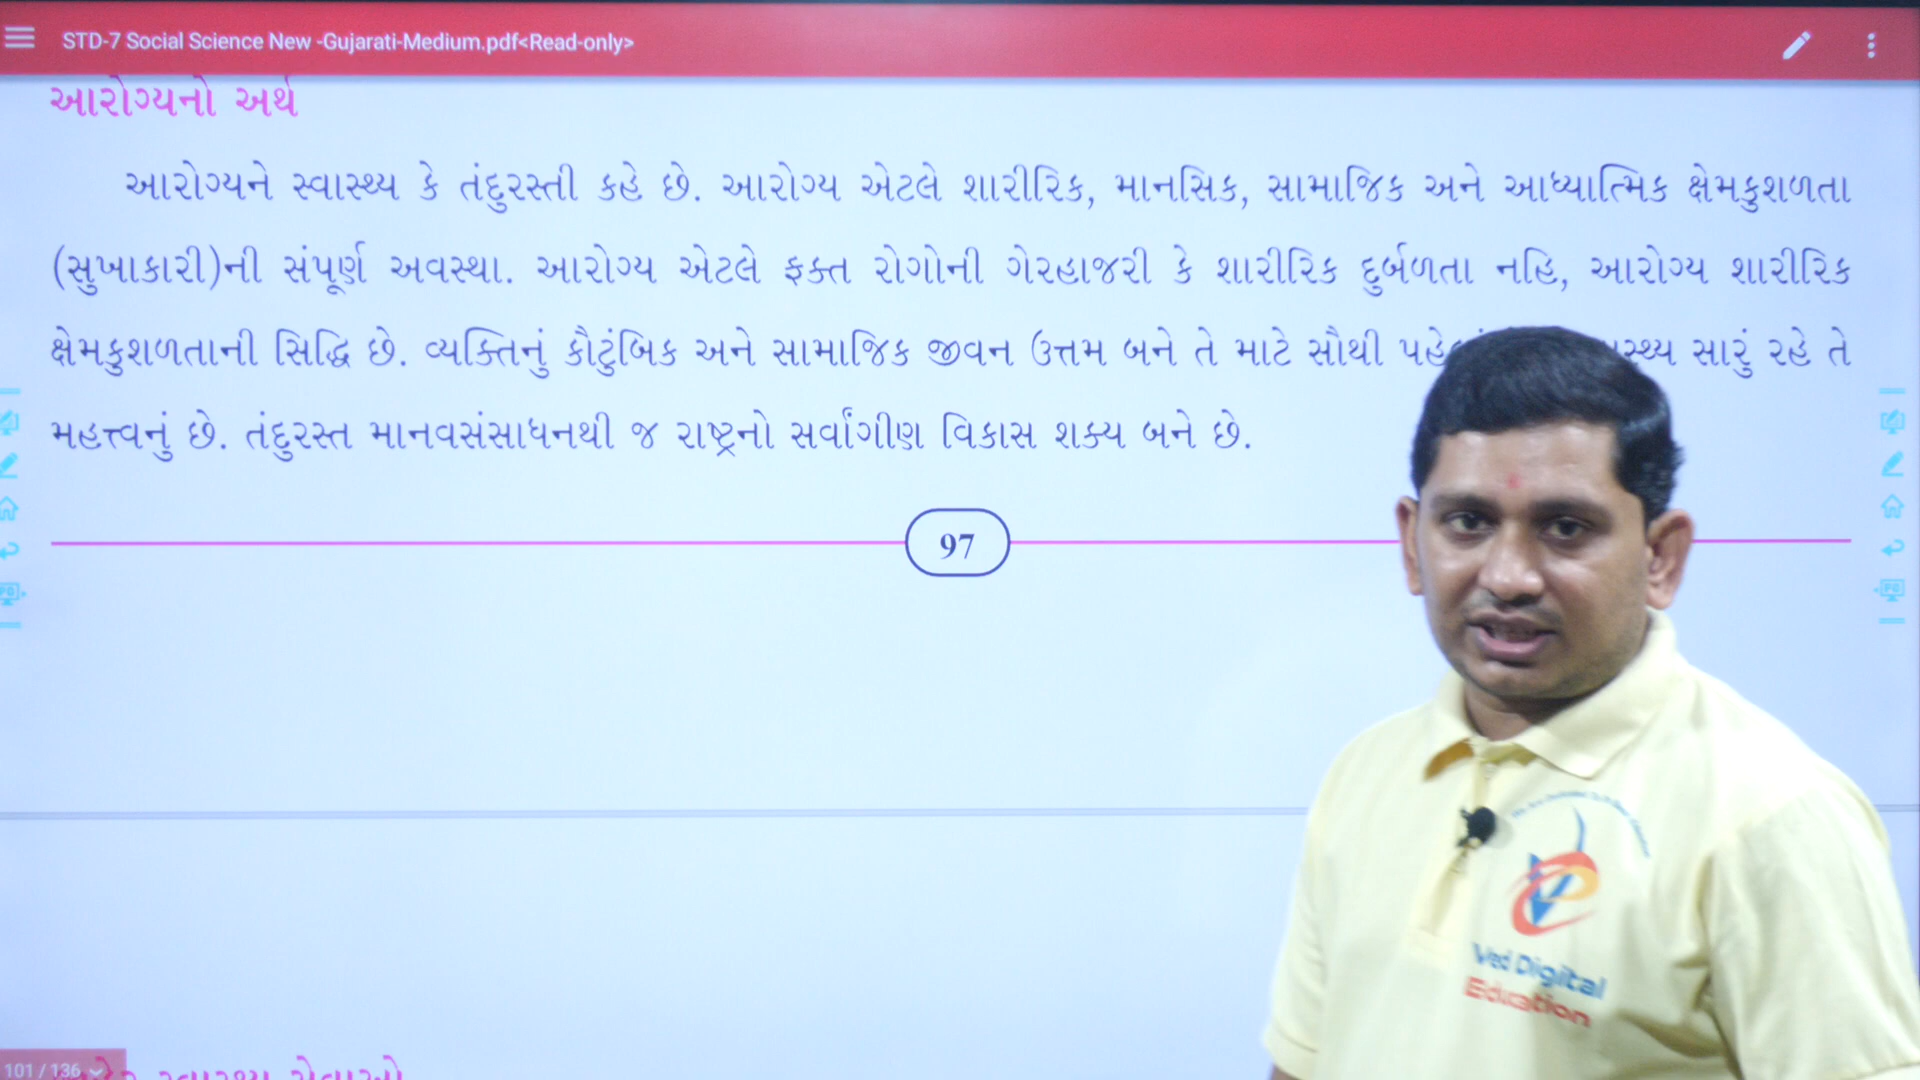 STD-7 Social Science New -Gujarati-Medium.pdf<Read-only>
આરોગ્યનો અર્થ
આરોગ્યને સ્વાસ્થ્ય કે તંદુરસ્તી કહે છે. આરોગ્ય એટલે શારીરિક, માનસિક, સામાજિક અને આધ્યાત્મિક ક્ષેમકુશળતા
(સુખાકારી)ની સંપૂર્ણ અવસ્થા. આરોગ્ય એટલે ફક્ત રોગોની ગેરહાજરી કે શારીરિક દુર્બળતા નહિ, આરોગ્ય શારીરિક
ક્ષેમકુશળતાની સિદ્ધિ છે. વ્યક્તિનું કૌટુંબિક અને સામાજિક જીવન ઉત્તમ બને તે માટે સૌથી સારું રહે તે
મહત્ત્વનું છે. તંદુરસ્ત માનવસંસાધનથી જ રાષ્ટ્રનો સર્વાંગીણ વિકાસ શક્ય બને છે.
97
Ved Digital
Education
101 / 136